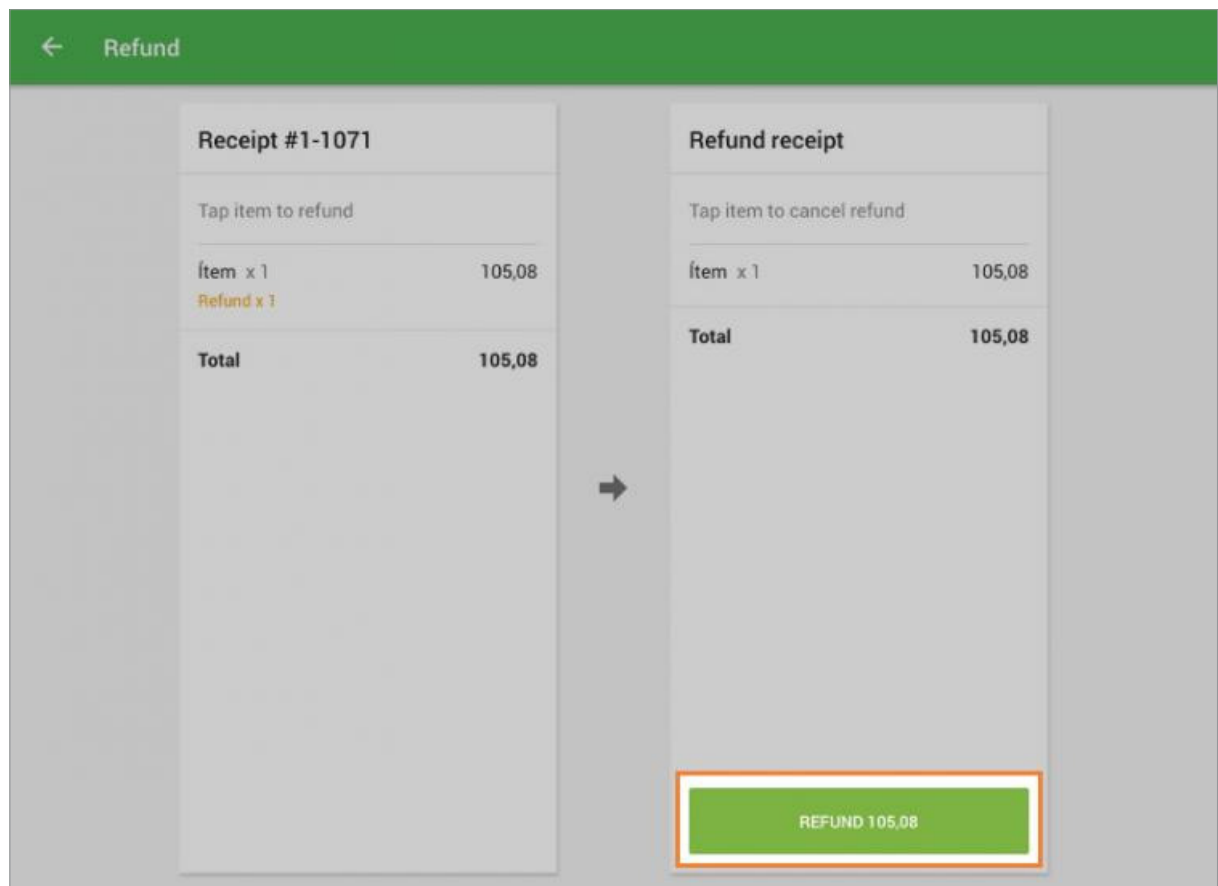 Refund
Receipt #1-1071
Tap item to refund
Ítem x 1 105,08
Refund x 1
Total 105,08
Refund receipt
Tap item to cancel refund
Ítem x 1 105,08
Total 105,08
REFUND 105,08